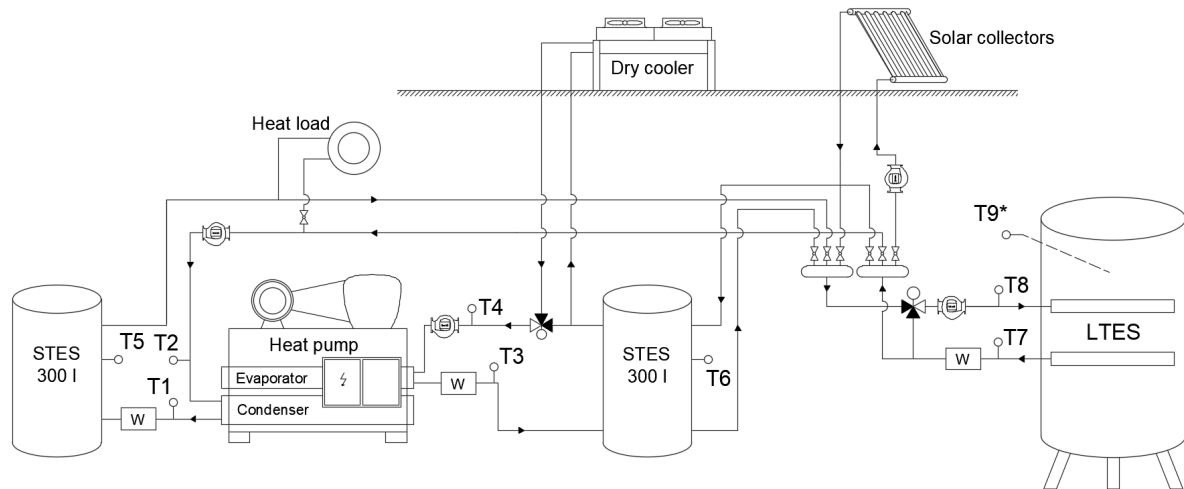 Solar collectors
Dry cooler
Heat load
T9*
T8
T4
T5
T2
STES
300 l
Heat pump
T3
STES
300 l
T6
T7
LTES
W
Evaporator
W
T1
Condenser
W